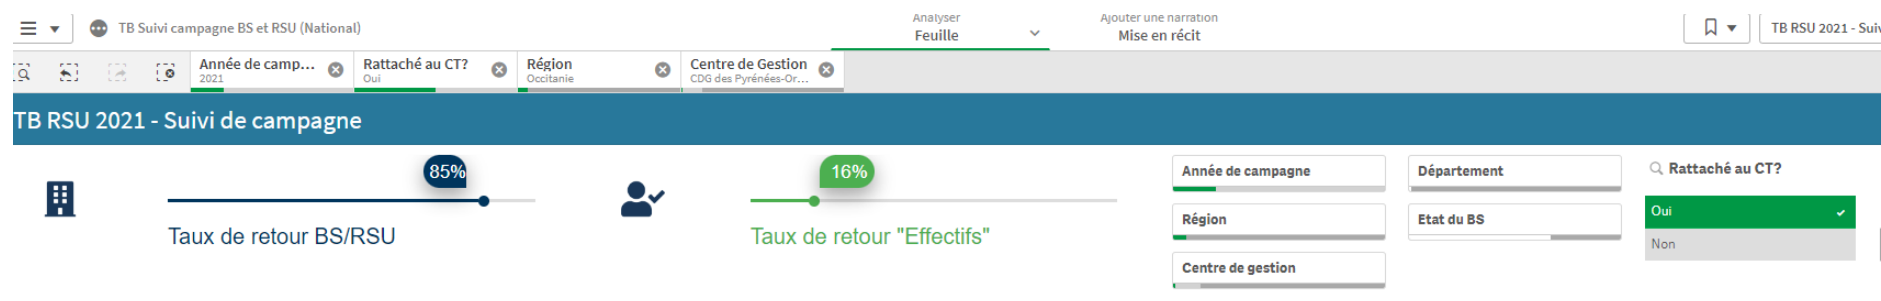 TB Suivi campagne BS et RSU (National)
Analyser
Feuille
Ajouter une narration
Mise en récit
TB RSU 2021 - Suiv
Année de camp...
2021
Rattaché au CT?
Oui
Région
Occitanie
Centre de Gestion
CDG des Pyrénées-Or...
TB RSU 2021 - Suivi de campagne
85%
Taux de retour BS/RSU
16%
Taux de retour "Effectifs"
Année de campagne
Département
Rattaché au CT?
Région
Etat du BS
Oui
Non
Centre de gestion